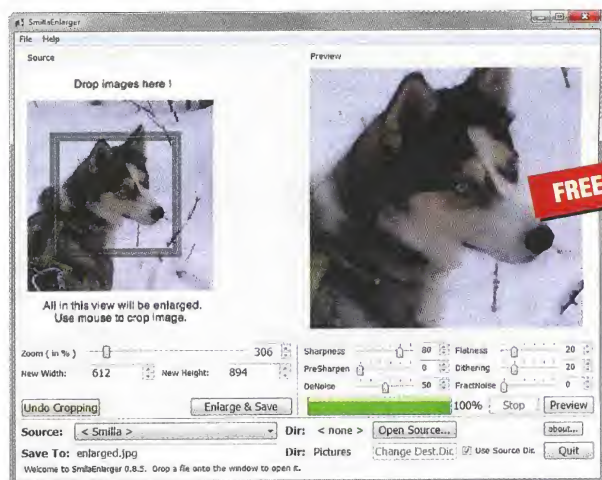 SmillaEnlarger
File Help
Source
Preview
Drop images here !
FREE
All in this view will be enlarged.
Use mouse to crop image.
Zoom ( in % ) 306
New Width: 612 New Height: 894
Sharpness 80 Flatness 20
PreSharpen 0 Dithering 20
DeNoise 50 FractNoise 0
Undo Cropping Enlarge & Save
100% Stop Preview
Source: < Smilla > Dir: < none > Open Source... about...
Save To: enlarged.jpg Dir: Pictures Change Dest.Dir. Use Source Dir. Quit
Welcome to SmillaEnlarger 0.8.5. Drop a file onto the window to open it.